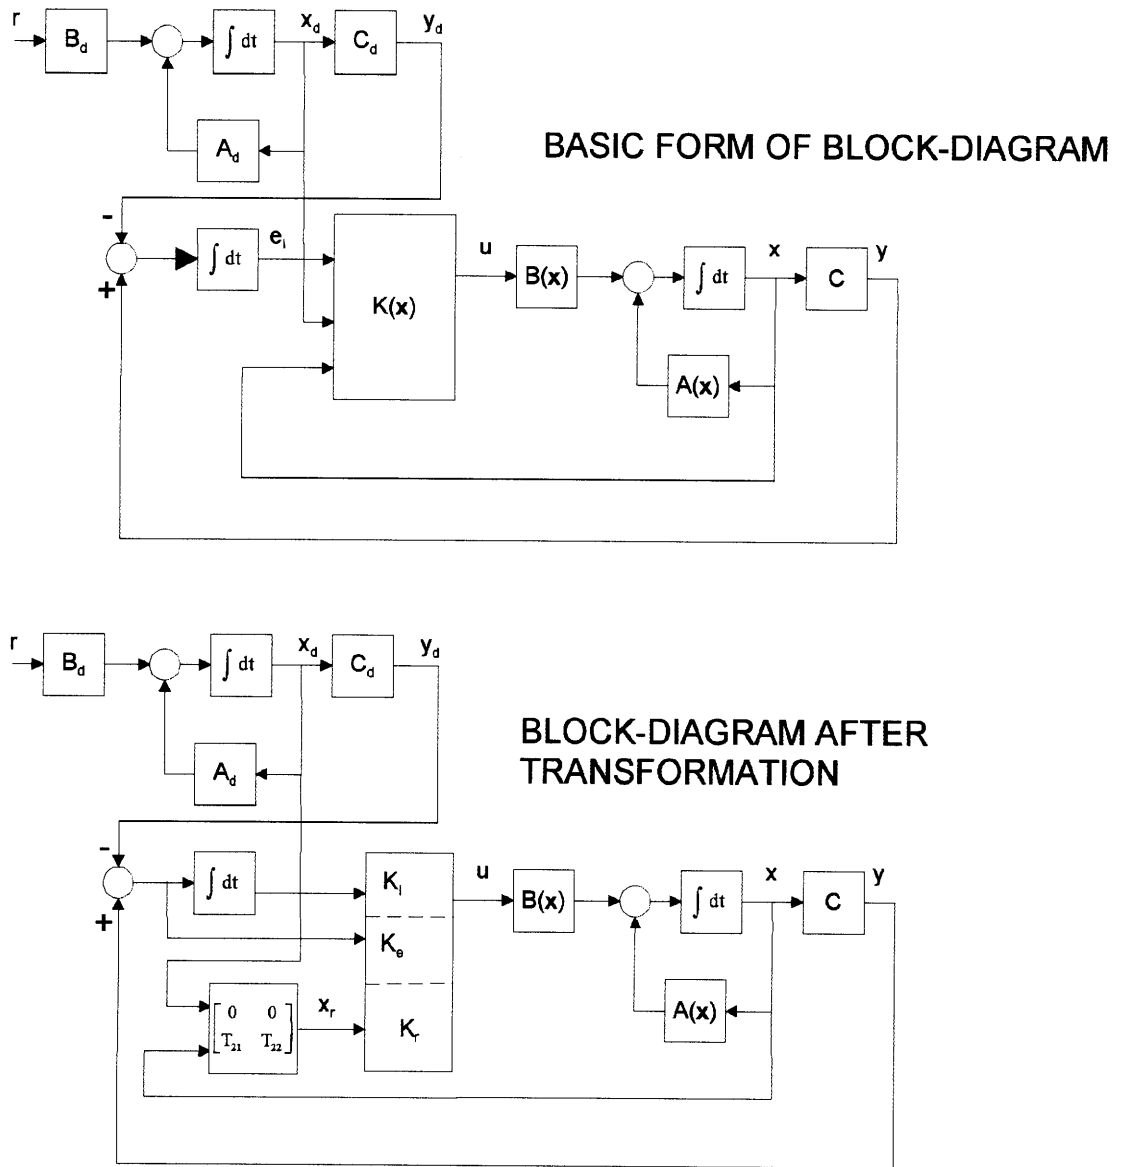 r
B_d
∫ dt
x_d
C_d
y_d
A_d
BASIC FORM OF BLOCK-DIAGRAM
-
+
∫ dt
e_i
K(x)
u
B(x)
∫ dt
x
C
y
A(x)
r
B_d
∫ dt
x_d
C_d
y_d
A_d
BLOCK-DIAGRAM AFTER
TRANSFORMATION
-
+
∫ dt
K_i
K_e
K_r
u
B(x)
∫ dt
x
C
y
A(x)
0 0
T_21 T_22
x_r